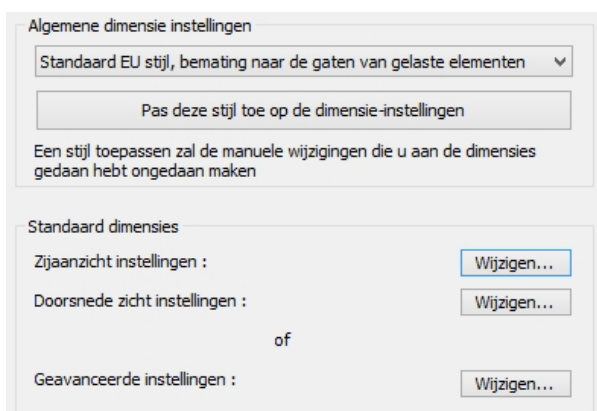 Algemene dimensie instellingen
Standaard EU stijl, bemating naar de gaten van gelaste elementen
Pas deze stijl toe op de dimensie-instellingen
Een stijl toepassen zal de manuele wijzigingen die u aan de dimensies
gedaan hebt ongedaan maken
Standaard dimensies
Zijaanzicht instellingen : Wijzigen...
Doorsnede zicht instellingen : Wijzigen...
of
Geavanceerde instellingen : Wijzigen...